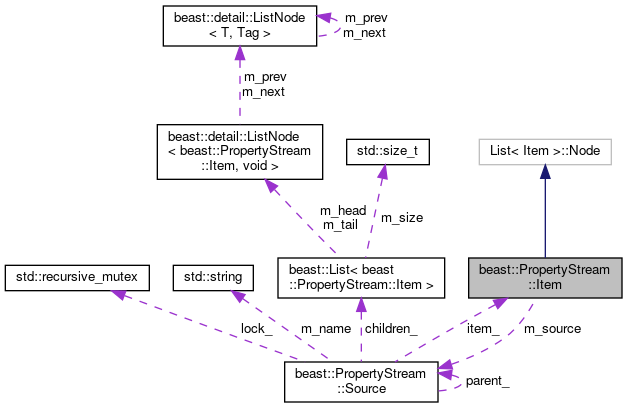 beast::detail::ListNode
< T, Tag >
m_prev
m_next
m_prev
m_next
beast::detail::ListNode
< beast::PropertyStream
::Item, void >
std::size_t
List< Item >::Node
m_head
m_tail
m_size
std::recursive_mutex
std::string
beast::List< beast
::PropertyStream::Item >
beast::PropertyStream
::Item
lock_
m_name
children_
item_
m_source
beast::PropertyStream
::Source
parent_